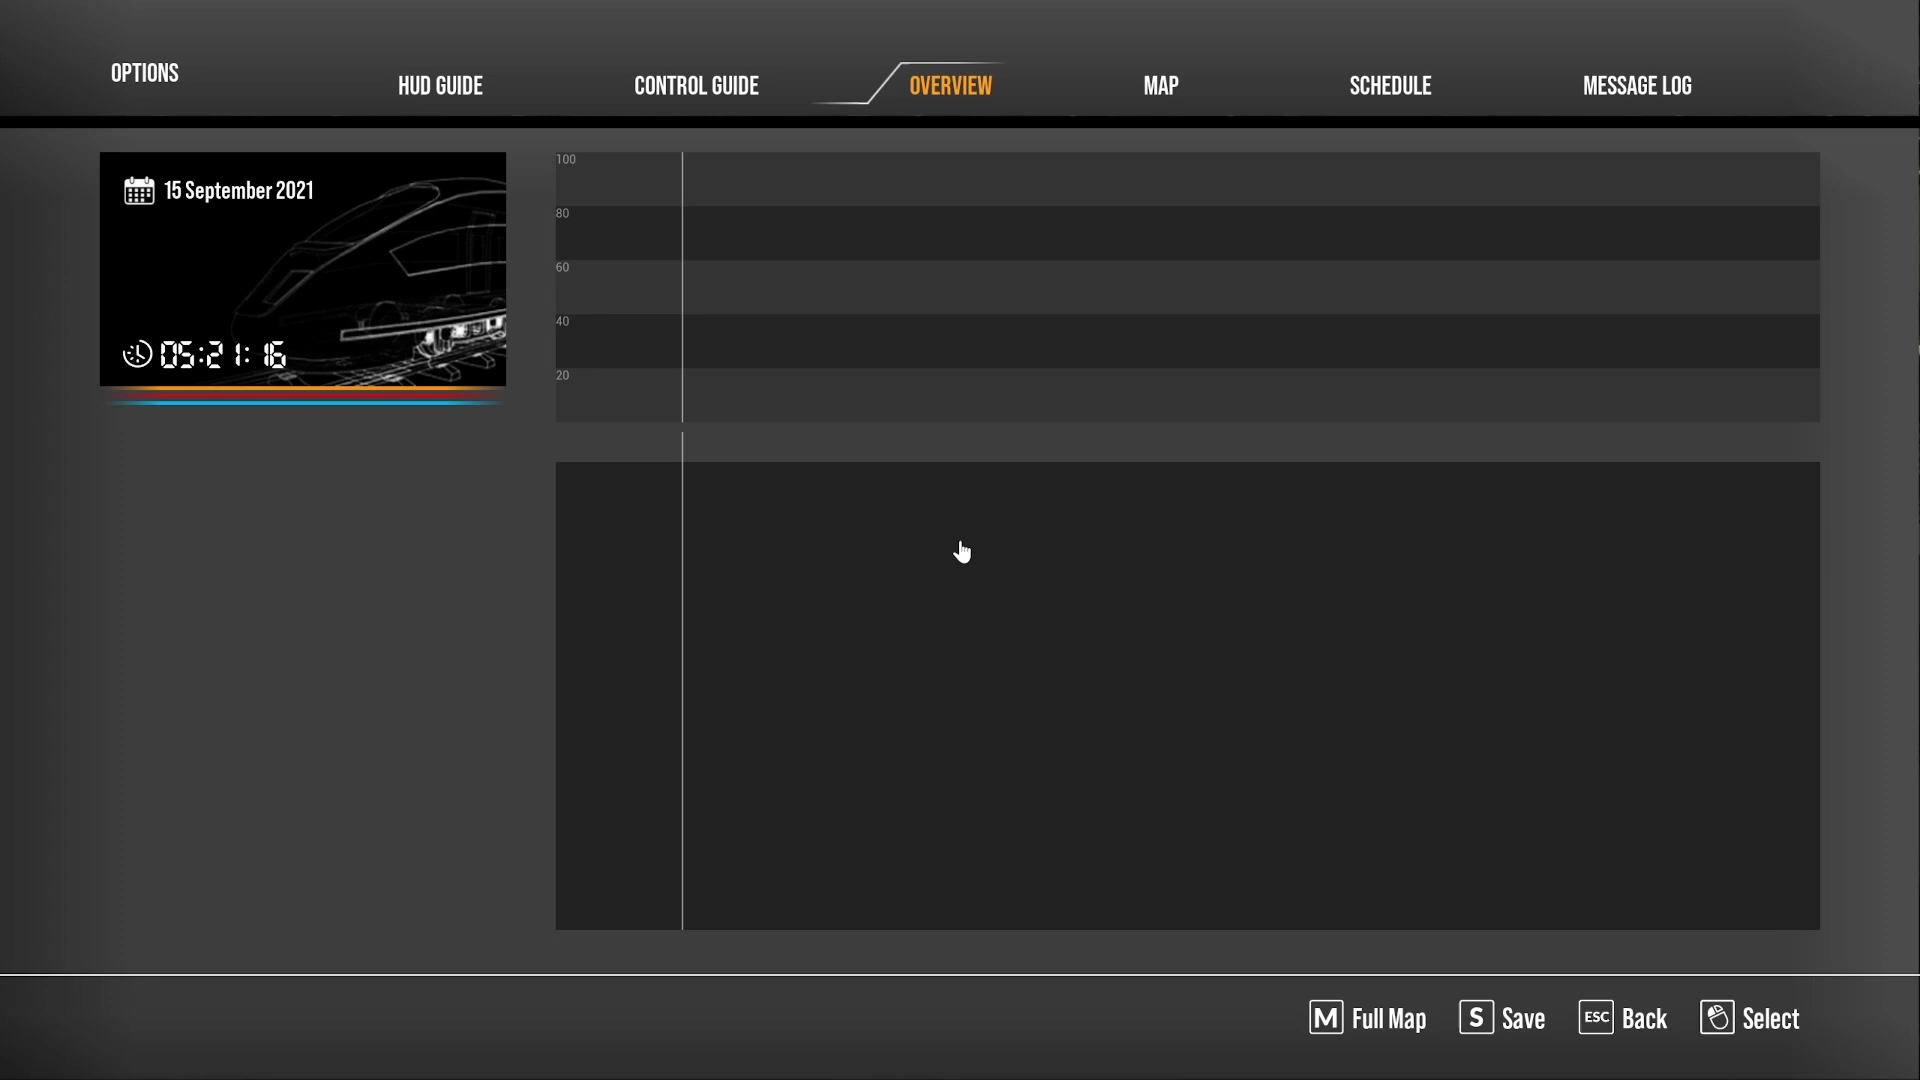 OPTIONS
HUD GUIDE
CONTROL GUIDE
OVERVIEW
MAP
SCHEDULE
MESSAGE LOG
15 September 2021
05:21:16
100
80
60
40
20
M Full Map
S Save
ESC Back
Select